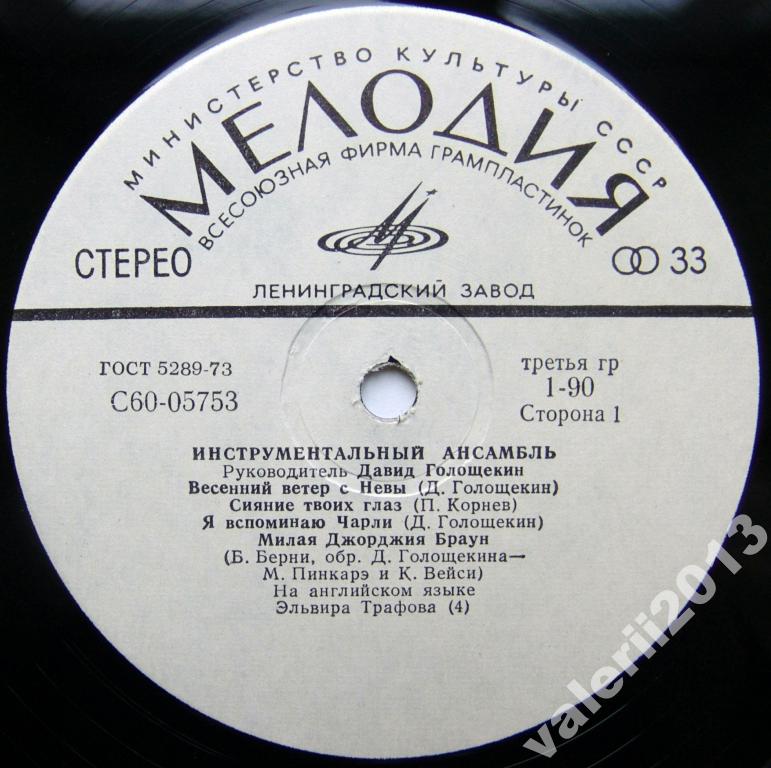 МИНИСТЕРСТВО КУЛЬТУРЫ СССР
МЕЛОДИЯ
ВСЕСОЮЗНАЯ ФИРМА ГРАМПЛАСТИНОК
СТЕРЕО
33
ЛЕНИНГРАДСКИЙ ЗАВОД
ГОСТ 5289-73
С60-05753
третья гр
1-90
Сторона 1
ИНСТРУМЕНТАЛЬНЫЙ АНСАМБЛЬ
Руководитель Давид Голощекин
Весенний ветер с Невы (Д. Голощекин)
Сияние твоих глаз (П. Корнев)
Я вспоминаю Чарли (Д. Голощекин)
Милая Джорджия Браун
(Б. Берни, обр. Д. Голощекина—
М. Пинкарэ и К. Вейси)
На английском языке
Эльвира Трафова (4)
valerii2013